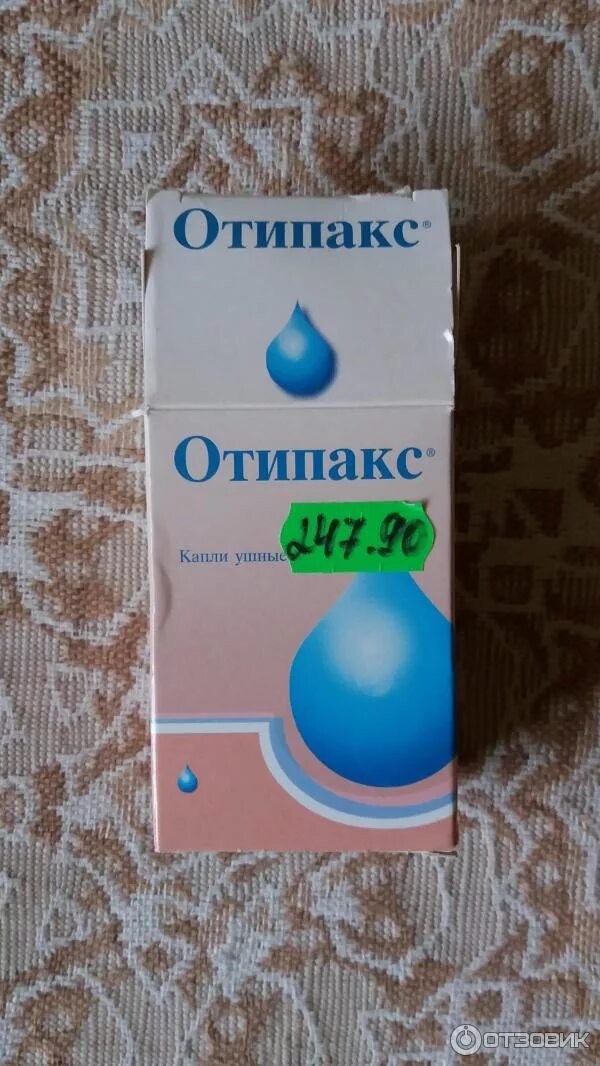 Отипакс®
Отипакс®
Капли ушные
247.90
ОТЗОВИК